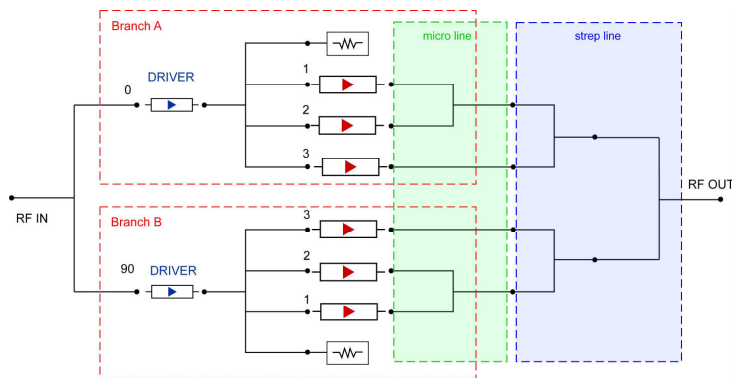 Branch A
micro line
strep line
1
DRIVER
0
2
3
RF OUT
RF IN
Branch B
3
2
90
DRIVER
1